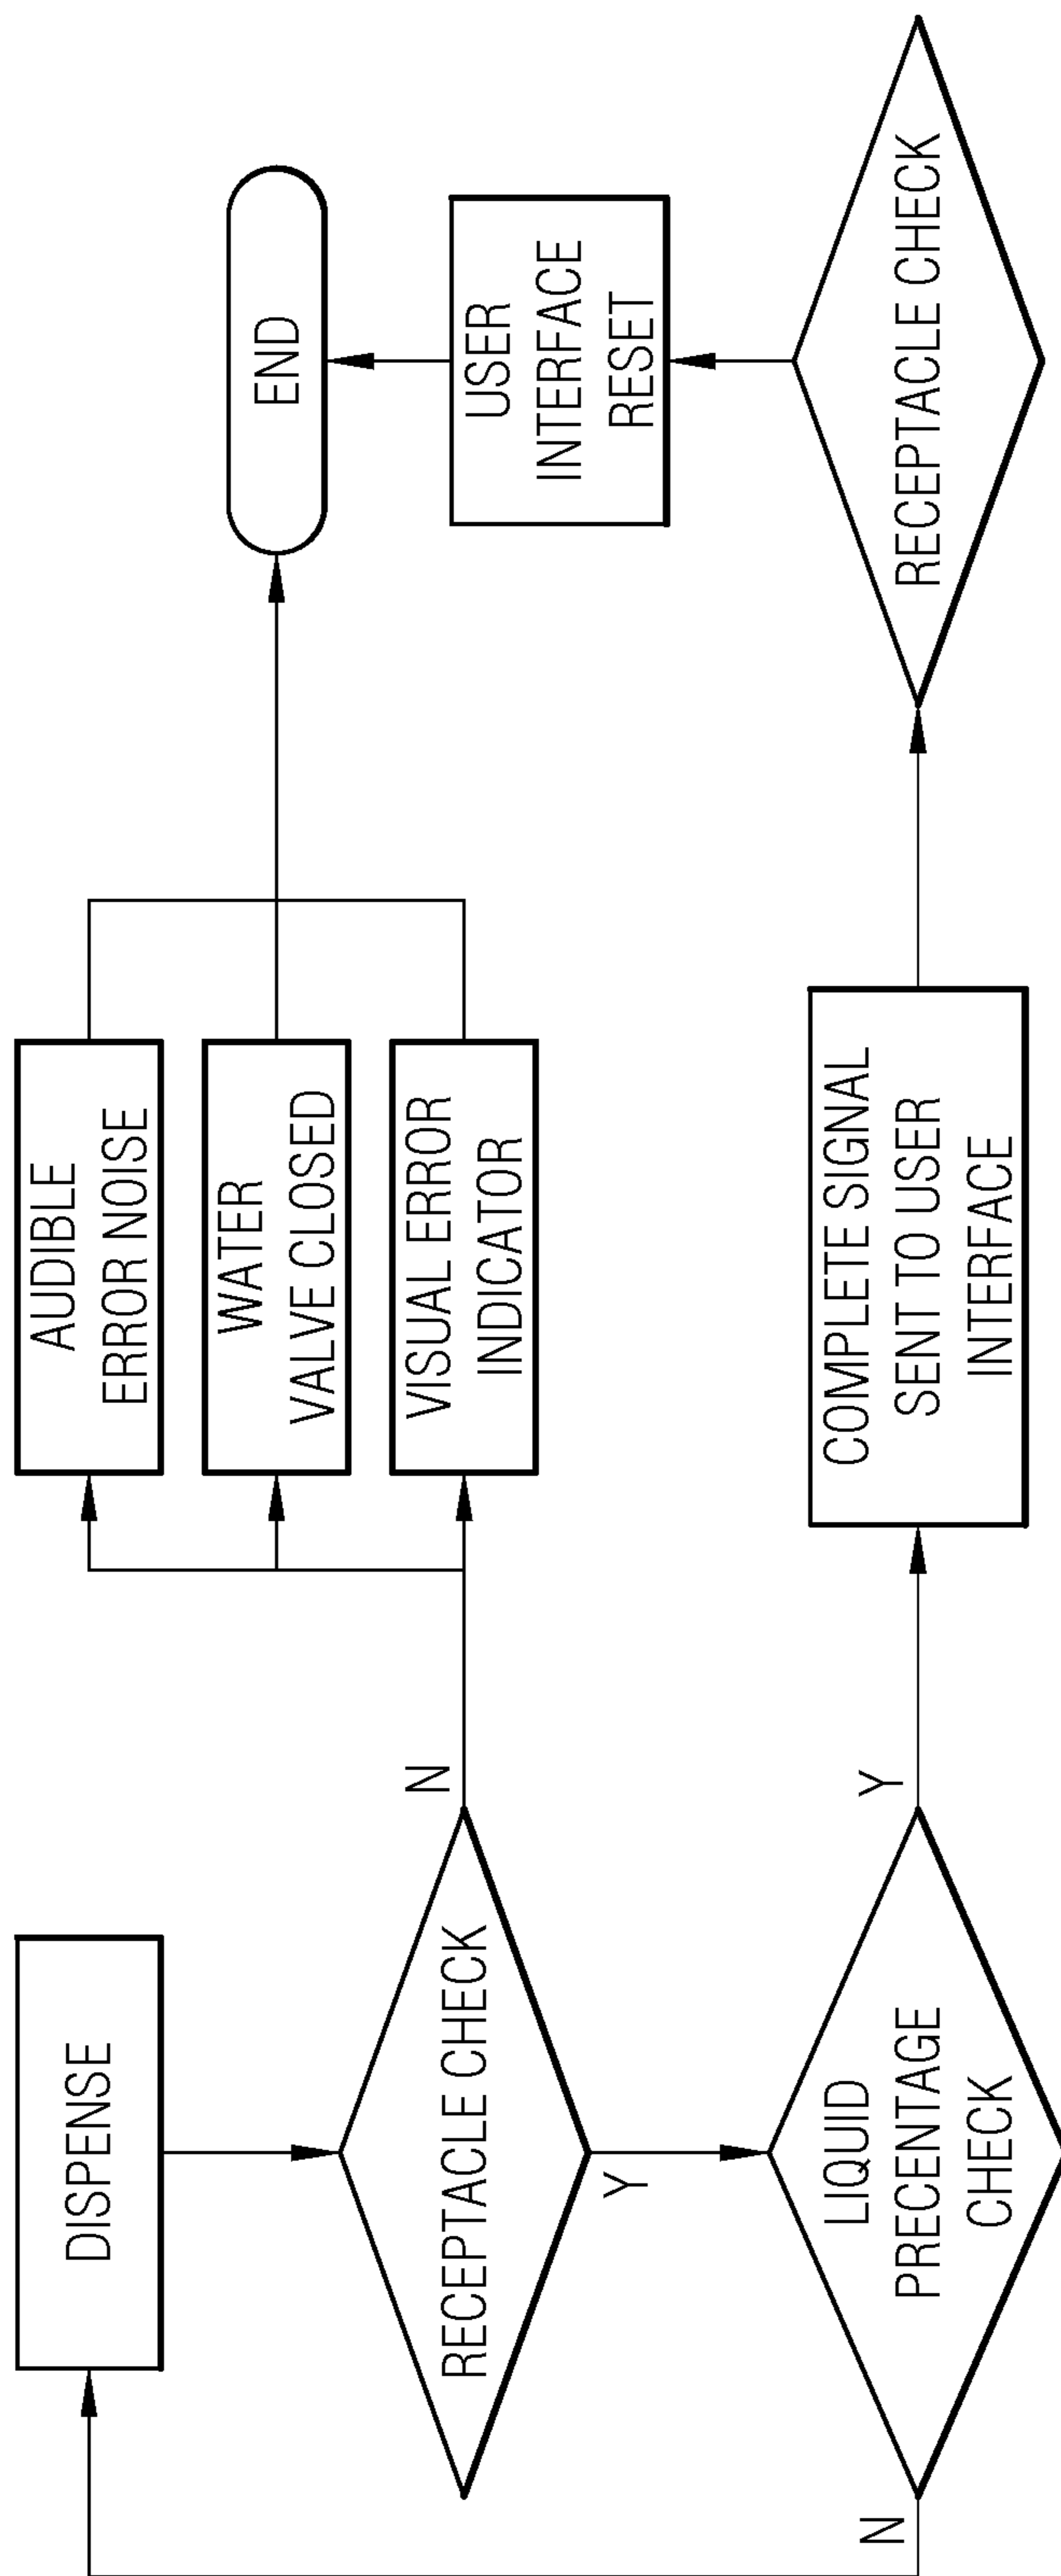 DISPENSE
RECEPTACLE CHECK
N
Y
LIQUID
PRECENTAGE
CHECK
N
Y
AUDIBLE
ERROR NOISE
WATER
VALVE CLOSED
VISUAL ERROR
INDICATOR
COMPLETE SIGNAL
SENT TO USER
INTERFACE
RECEPTACLE CHECK
USER
INTERFACE
RESET
END